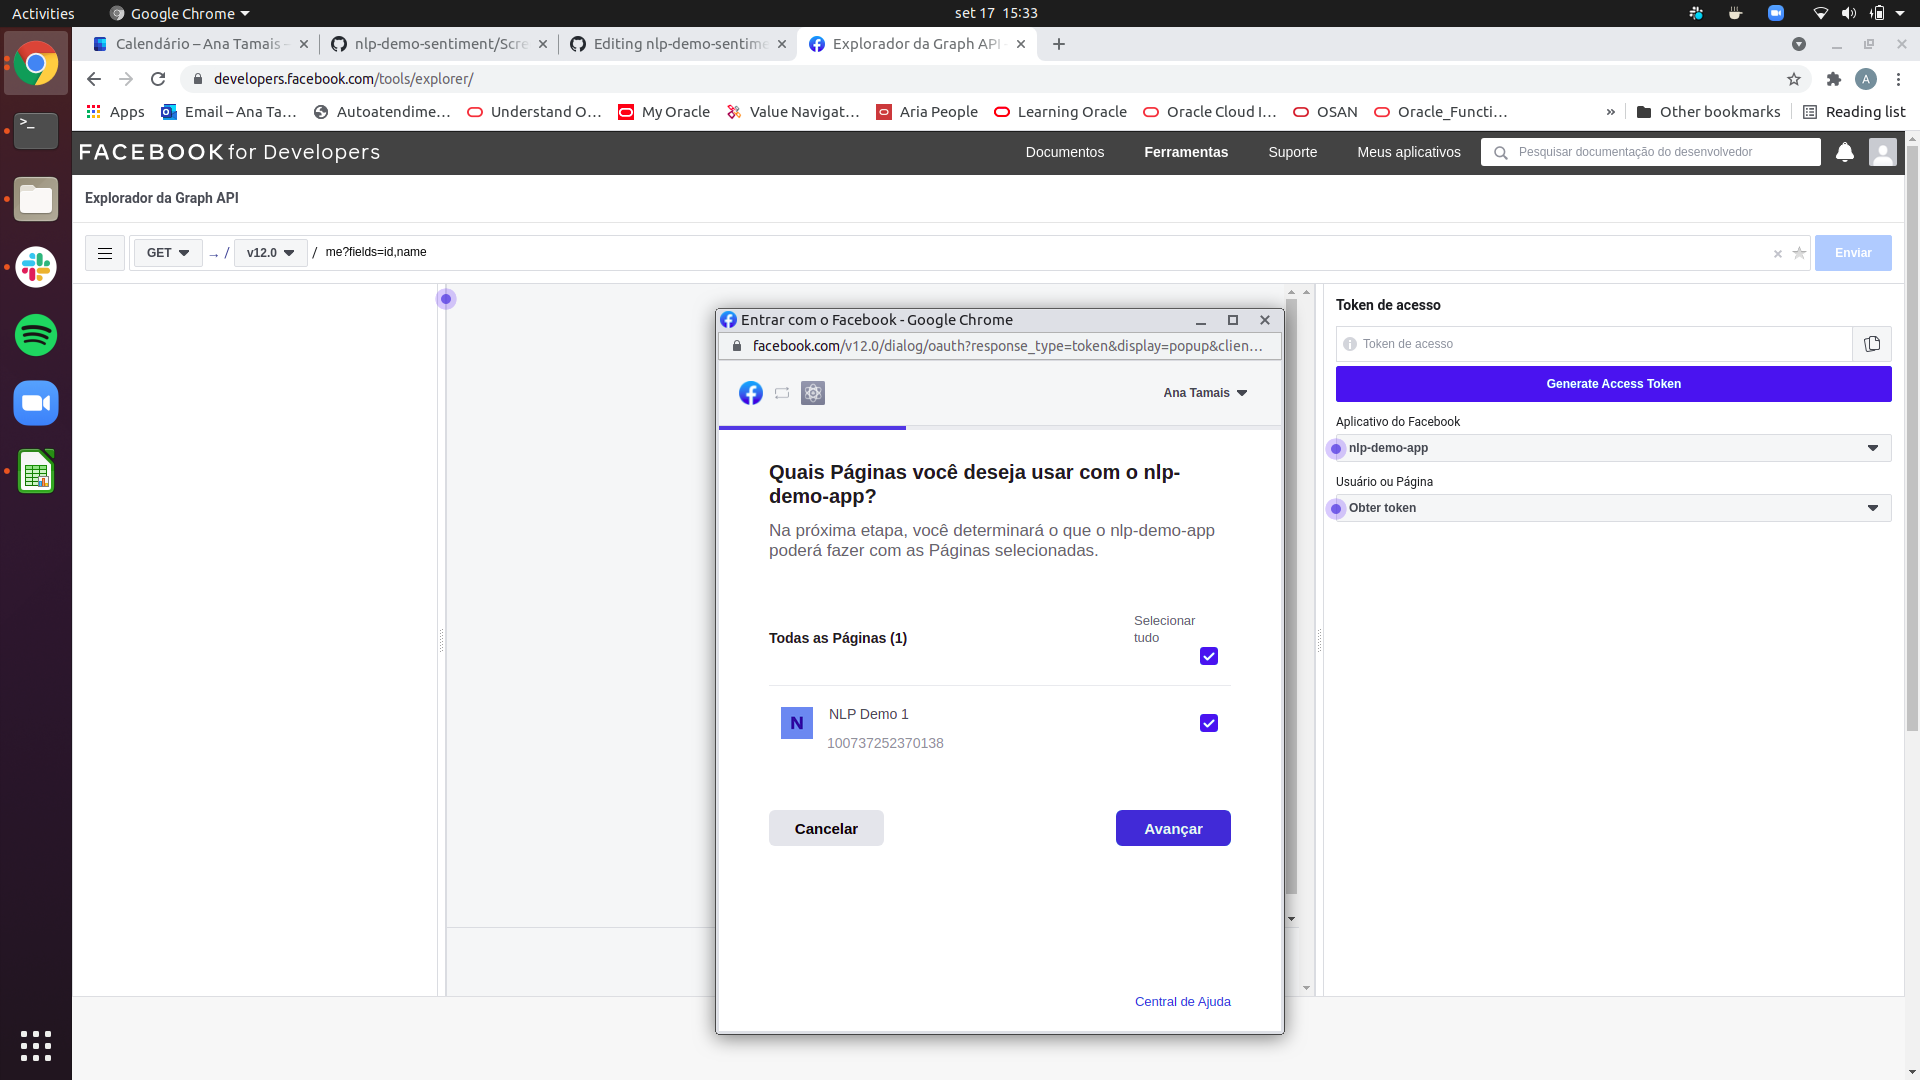 Activities
Google Chrome
set 17 15:33
Calendário – Ana Tamais -
nlp-demo-sentiment/Scre
Editing nlp-demo-sentime
Explorador da Graph API -
developers.facebook.com/tools/explorer/
Apps
Email – Ana Ta…
Autoatendime…
Understand O…
My Oracle
Value Navigat…
Aria People
Learning Oracle
Oracle Cloud I…
OSAN
Oracle_Functi…
»
Other bookmarks
Reading list
A
FACEBOOK for Developers
Documentos
Ferramentas
Suporte
Meus aplicativos
Pesquisar documentação do desenvolvedor
Explorador da Graph API
GET
→ /
v12.0
/
me?fields=id,name
Enviar
Entrar com o Facebook - Google Chrome
facebook.com/v12.0/dialog/oauth?response_type=token&display=popup&clien…
Ana Tamais
Quais Páginas você deseja usar com o nlp-
demo-app?
Na próxima etapa, você determinará o que o nlp-demo-app
poderá fazer com as Páginas selecionadas.
Selecionar
tudo
Todas as Páginas (1)
N
NLP Demo 1
100737252370138
Cancelar
Avançar
Central de Ajuda
Token de acesso
Token de acesso
Generate Access Token
Aplicativo do Facebook
nlp-demo-app
Usuário ou Página
Obter token